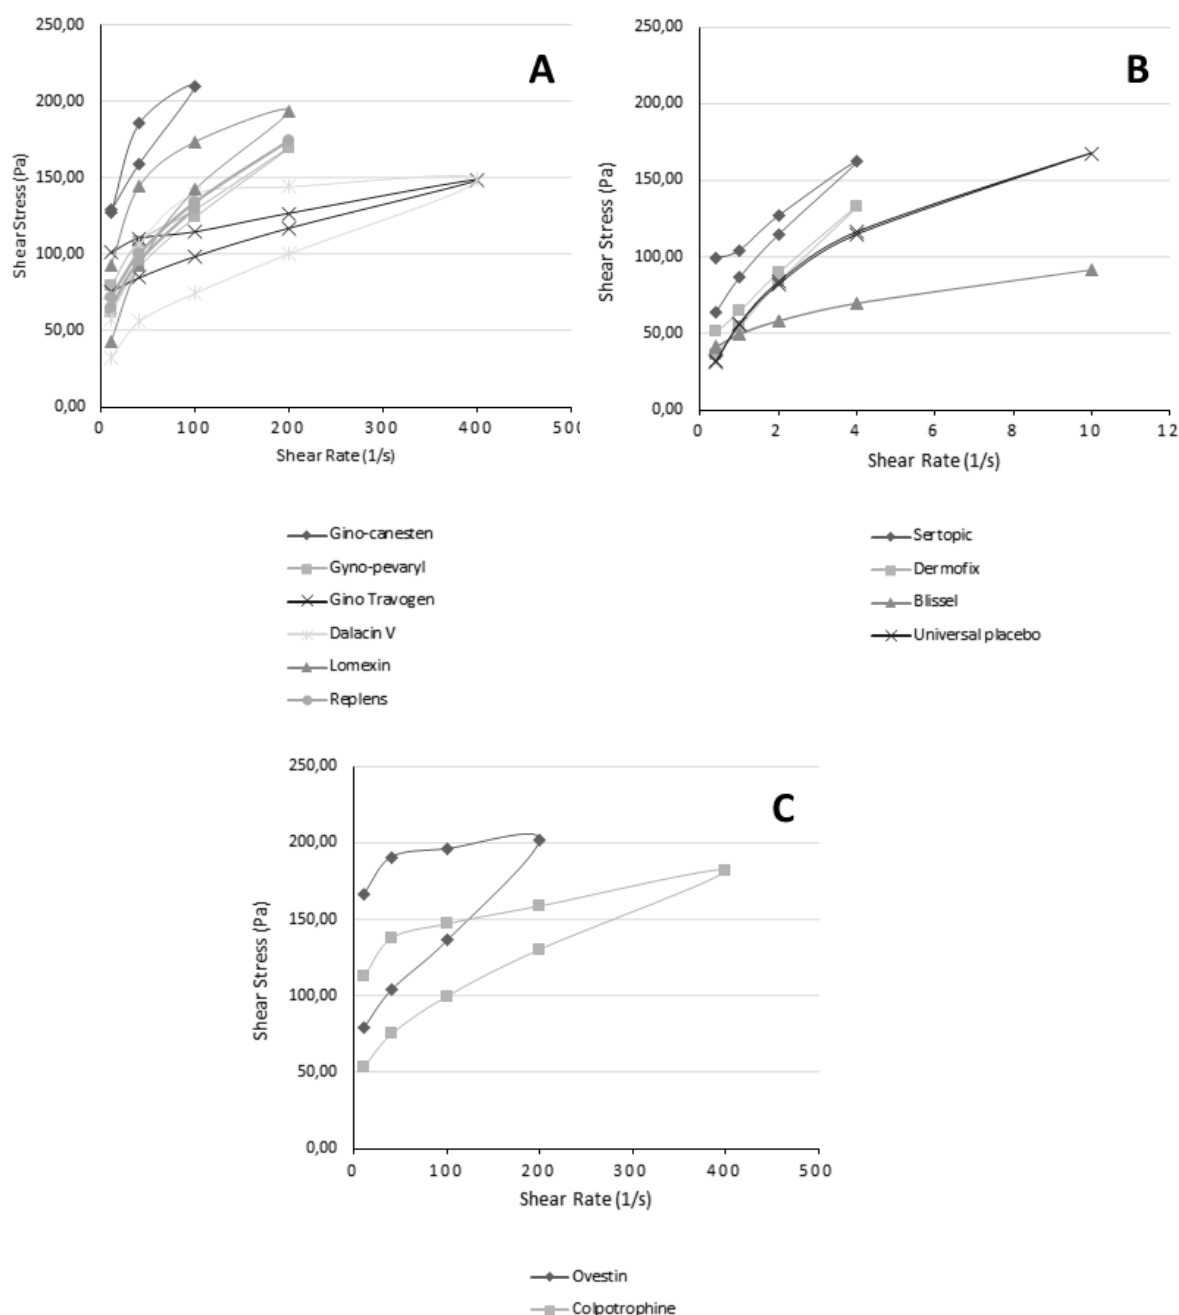 A
250,00
200,00
150,00
100,00
50,00
0,00
Shear Stress (Pa)
0 100 200 300 400 500
Shear Rate (1/s)
Gino-canesten
Gyno-pevaryl
Gino Travogen
Dalacin V
Lomexin
Replens
B
250,00
200,00
150,00
100,00
50,00
0,00
Shear Stress (Pa)
0 2 4 6 8 10 12
Shear Rate (1/s)
Sertopic
Dermofix
Blissel
Universal placebo
C
250,00
200,00
150,00
100,00
50,00
0,00
Shear Stress (Pa)
0 100 200 300 400 500
Shear Rate (1/s)
Ovestin
Colpotrophine